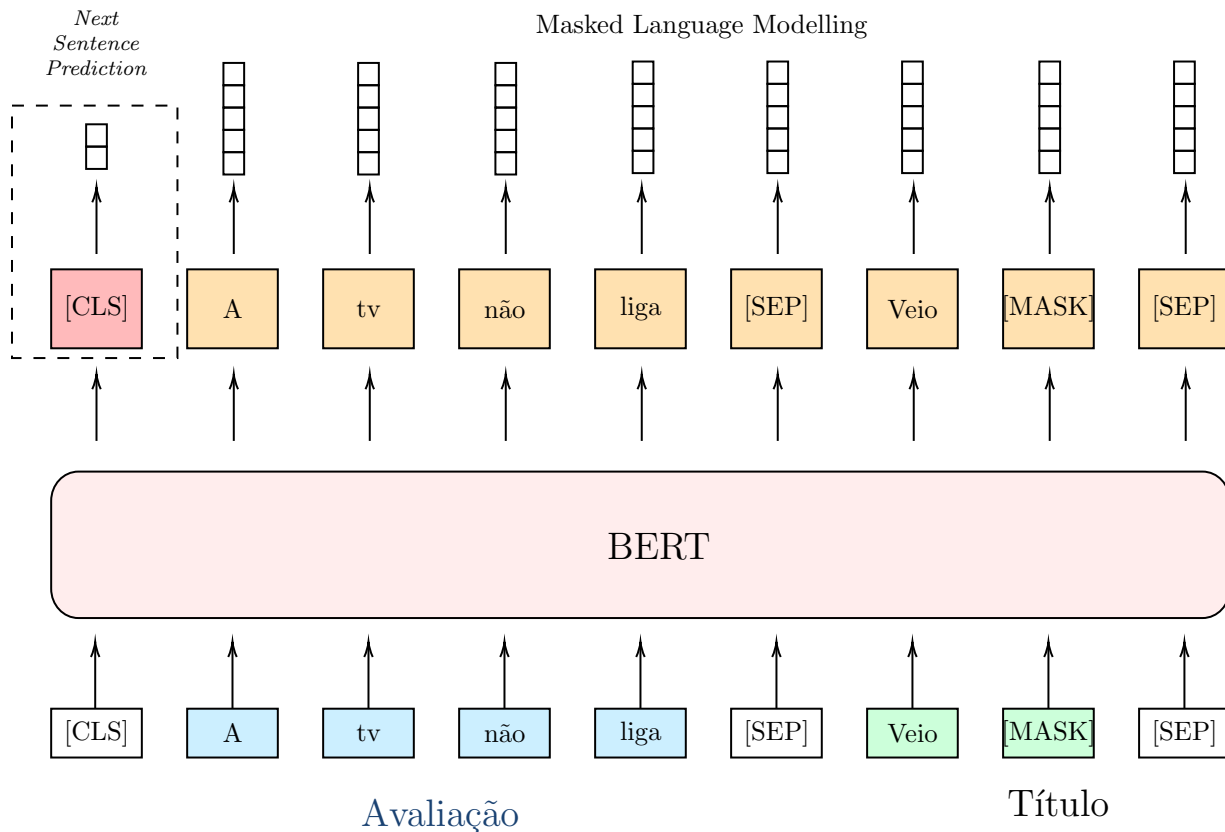 Next
Sentence
Prediction
Masked Language Modelling
[CLS] A tv não liga [SEP] Veio [MASK] [SEP]
BERT
[CLS] A tv não liga [SEP] Veio [MASK] [SEP]
Avaliação Título